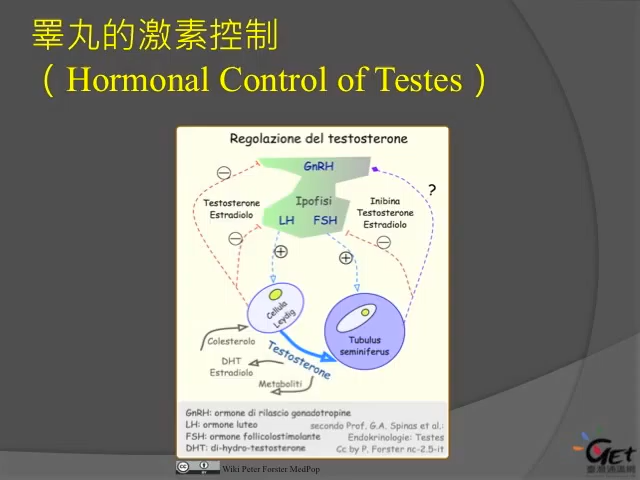 睪丸的激素控制
（Hormonal Control of Testes）
Regolazione del testosterone
GnRH
Ipofisi
LH FSH
Testosterone
Estradiolo
Inibina
Testosterone
Estradiolo
?
Cellula
Leydig
Tubulus
seminiferus
Colesterolo
Testosterone
DHT
Estradiolo
Metaboliti
GnRH: ormone di rilascio gonadotropine
LH: ormone luteo
FSH: ormone follicolostimolante
DHT: di-hydro-testosterone
secondo Prof. G.A. Spinas et al.:
Endokrinologie: Testes
Cc by P. Forster nc-2.5-it
Wiki Peter Forster MedPop
GET